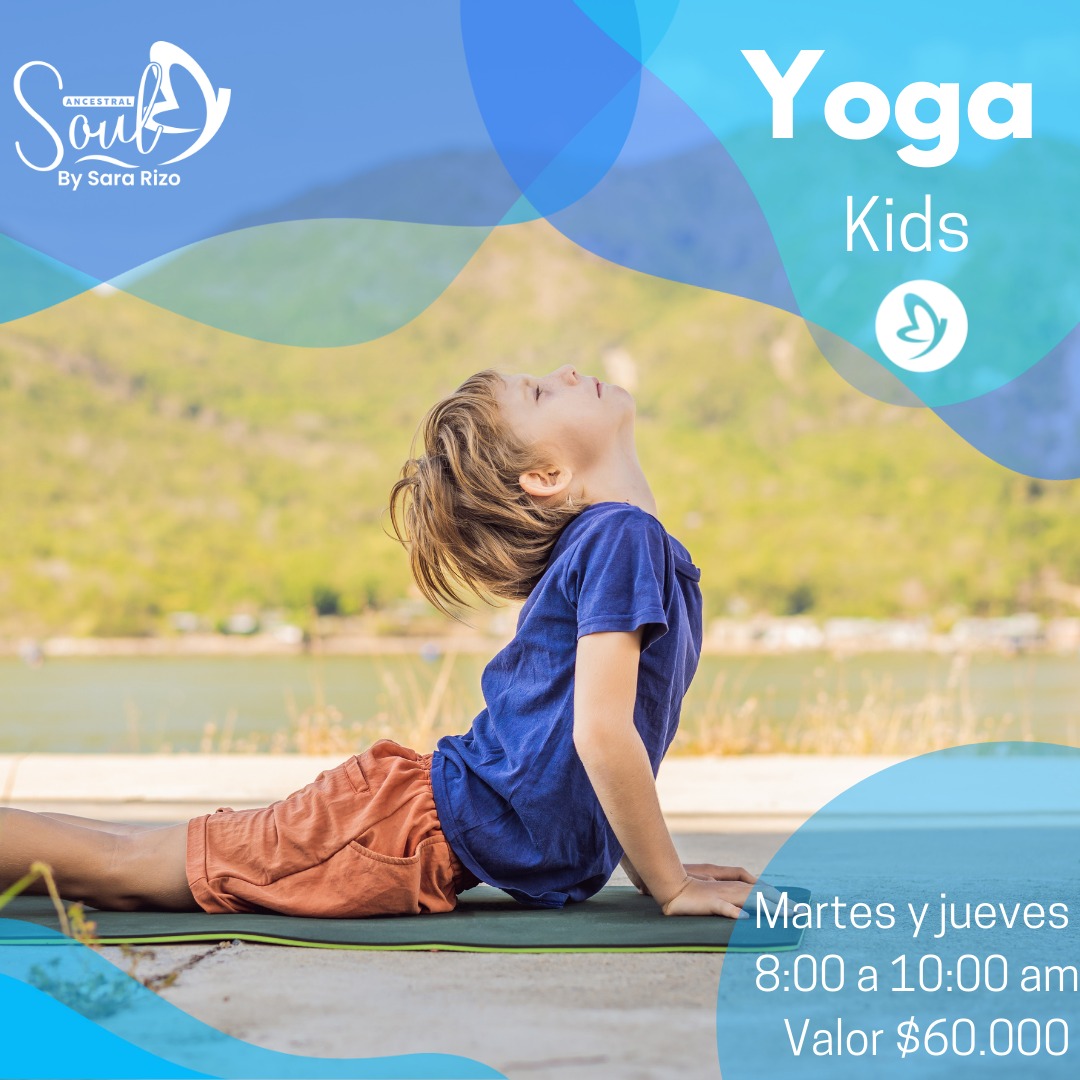 ANCESTRAL
Soul
By Sara Rizo
Yoga
Kids
Martes y jueves
8:00 a 10:00 am
Valor $60.000